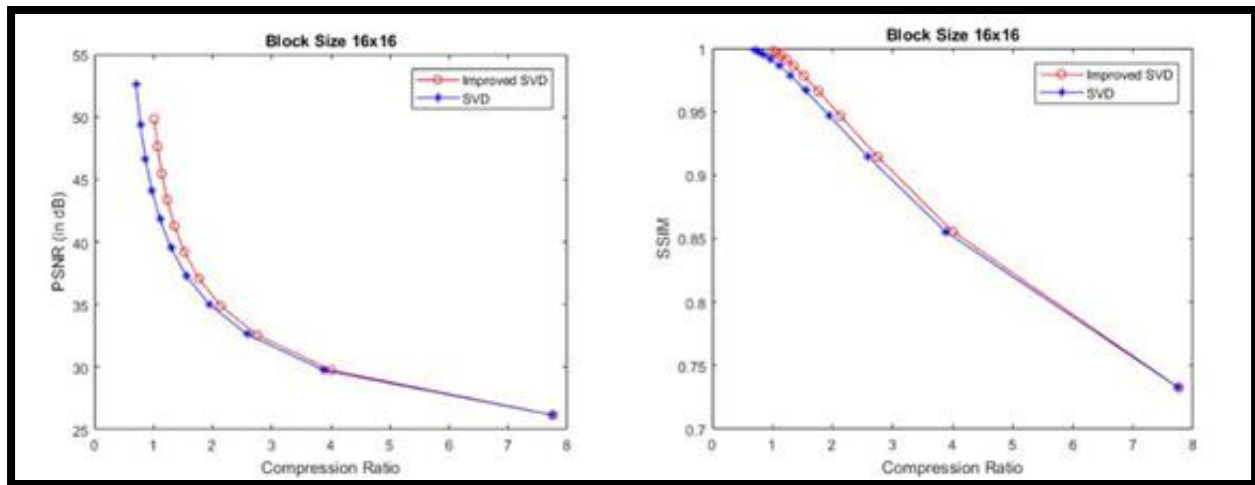 Block Size 16x16
55
50
45
40
35
30
25
PSNR (in dB)
0 1 2 3 4 5 6 7 8
Compression Ratio
Improved SVD
SVD
Block Size 16x16
1
0.95
0.9
0.85
0.8
0.75
0.7
SSIM
0 1 2 3 4 5 6 7 8
Compression Ratio
Improved SVD
SVD